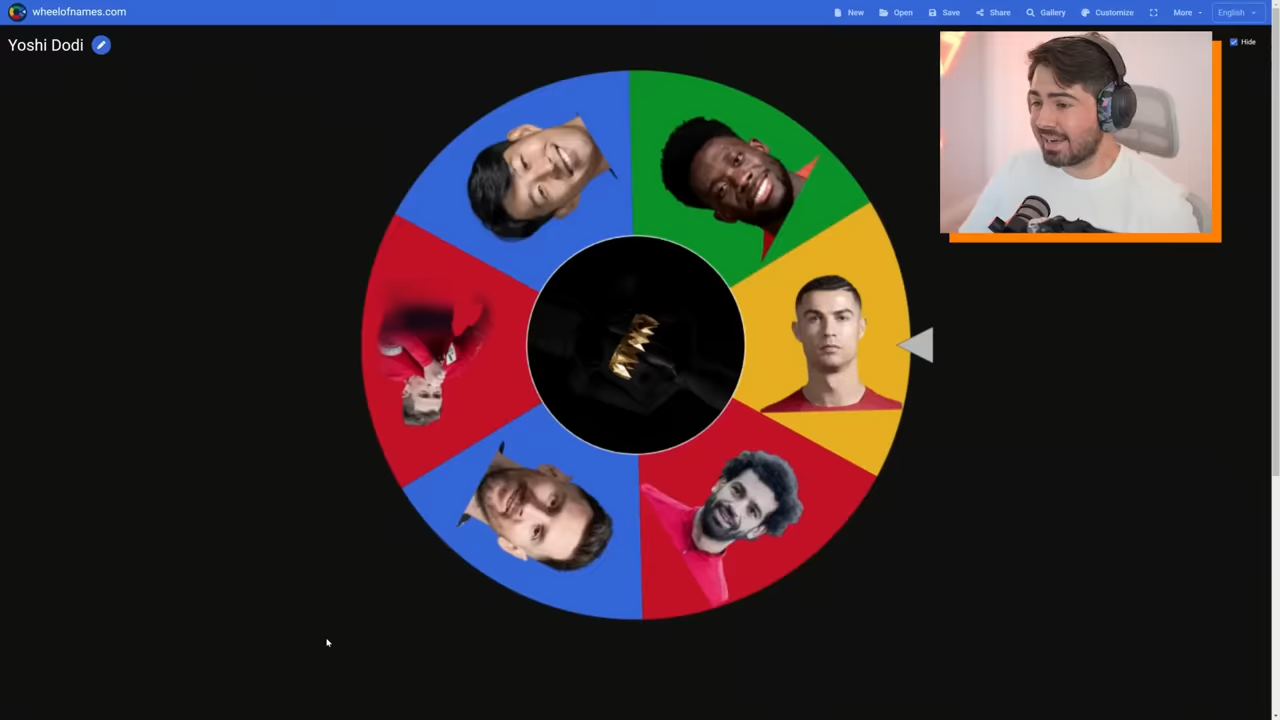 wheelofnames.com
New
Open
Save
Share
Gallery
Customize
More
English
Yoshi Dodi
Hide